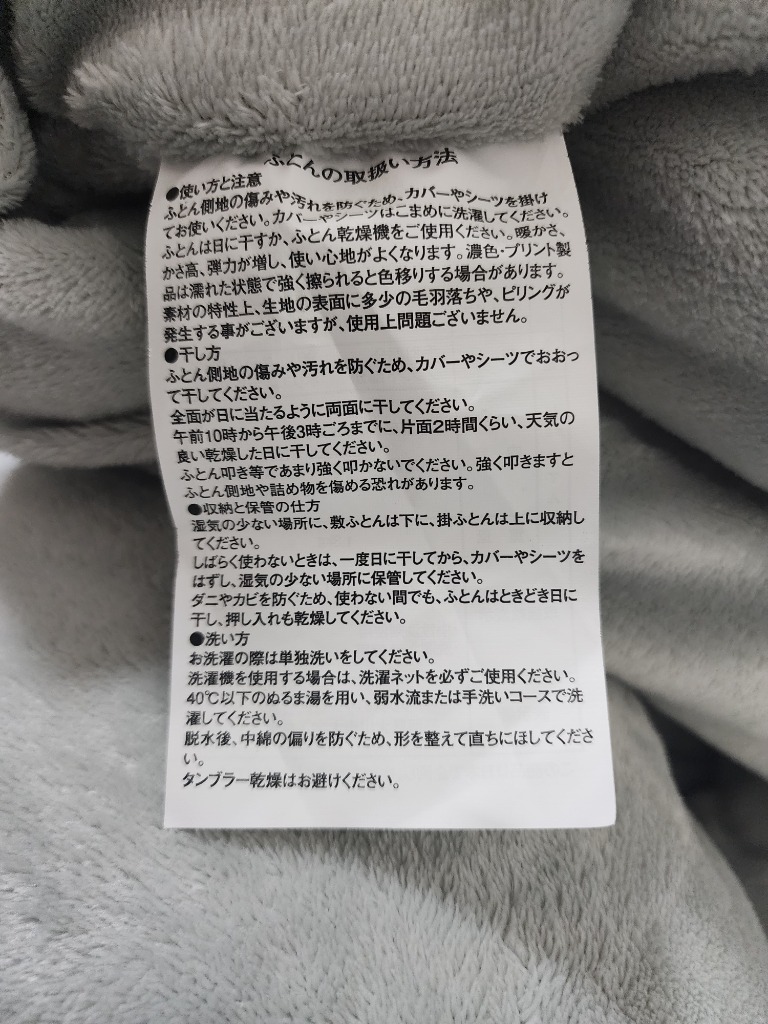 ふとんの取扱い方法
●使い方と注意
ふとん側地の傷みや汚れを防ぐため、カバーやシーツを掛け
てお使いください。カバーやシーツはこまめに洗濯してください。
ふとんは日に干すか、ふとん乾燥機をご使用ください。暖かさ、
かさ高、弾力が増し、使い心地がよくなります。濃色・プリント製
品は濡れた状態で強く擦られると色移りする場合があります。
素材の特性上、生地の表面に多少の毛羽落ちや、ピリングが
発生する事がございますが、使用上問題ございません。
●干し方
ふとん側地の傷みや汚れを防ぐため、カバーやシーツでおおっ
て干してください。
全面が日に当たるように両面に干してください。
午前10時から午後3時ごろまでに、片面2時間くらい、天気の
良い乾燥した日に干してください。
ふとん叩き等であまり強く叩かないでください。強く叩きますと
ふとん側地や詰め物を傷める恐れがあります。
●収納と保管の仕方
湿気の少ない場所に、敷ふとんは下に、掛ふとんは上に収納し
てください。
しばらく使わないときは、一度日に干してから、カバーやシーツを
はずし、湿気の少ない場所に保管してください。
ダニやカビを防ぐため、使わない間でも、ふとんはときどき日に
干し、押し入れも乾燥してください。
●洗い方
お洗濯の際は単独洗いをしてください。
洗濯機を使用する場合は、洗濯ネットを必ずご使用ください。
40℃以下のぬるま湯を用い、弱水流または手洗いコースで洗
濯してください。
脱水後、中綿の偏りを防ぐため、形を整えて直ちにほしてくださ
い。
タンブラー乾燥はお避けください。